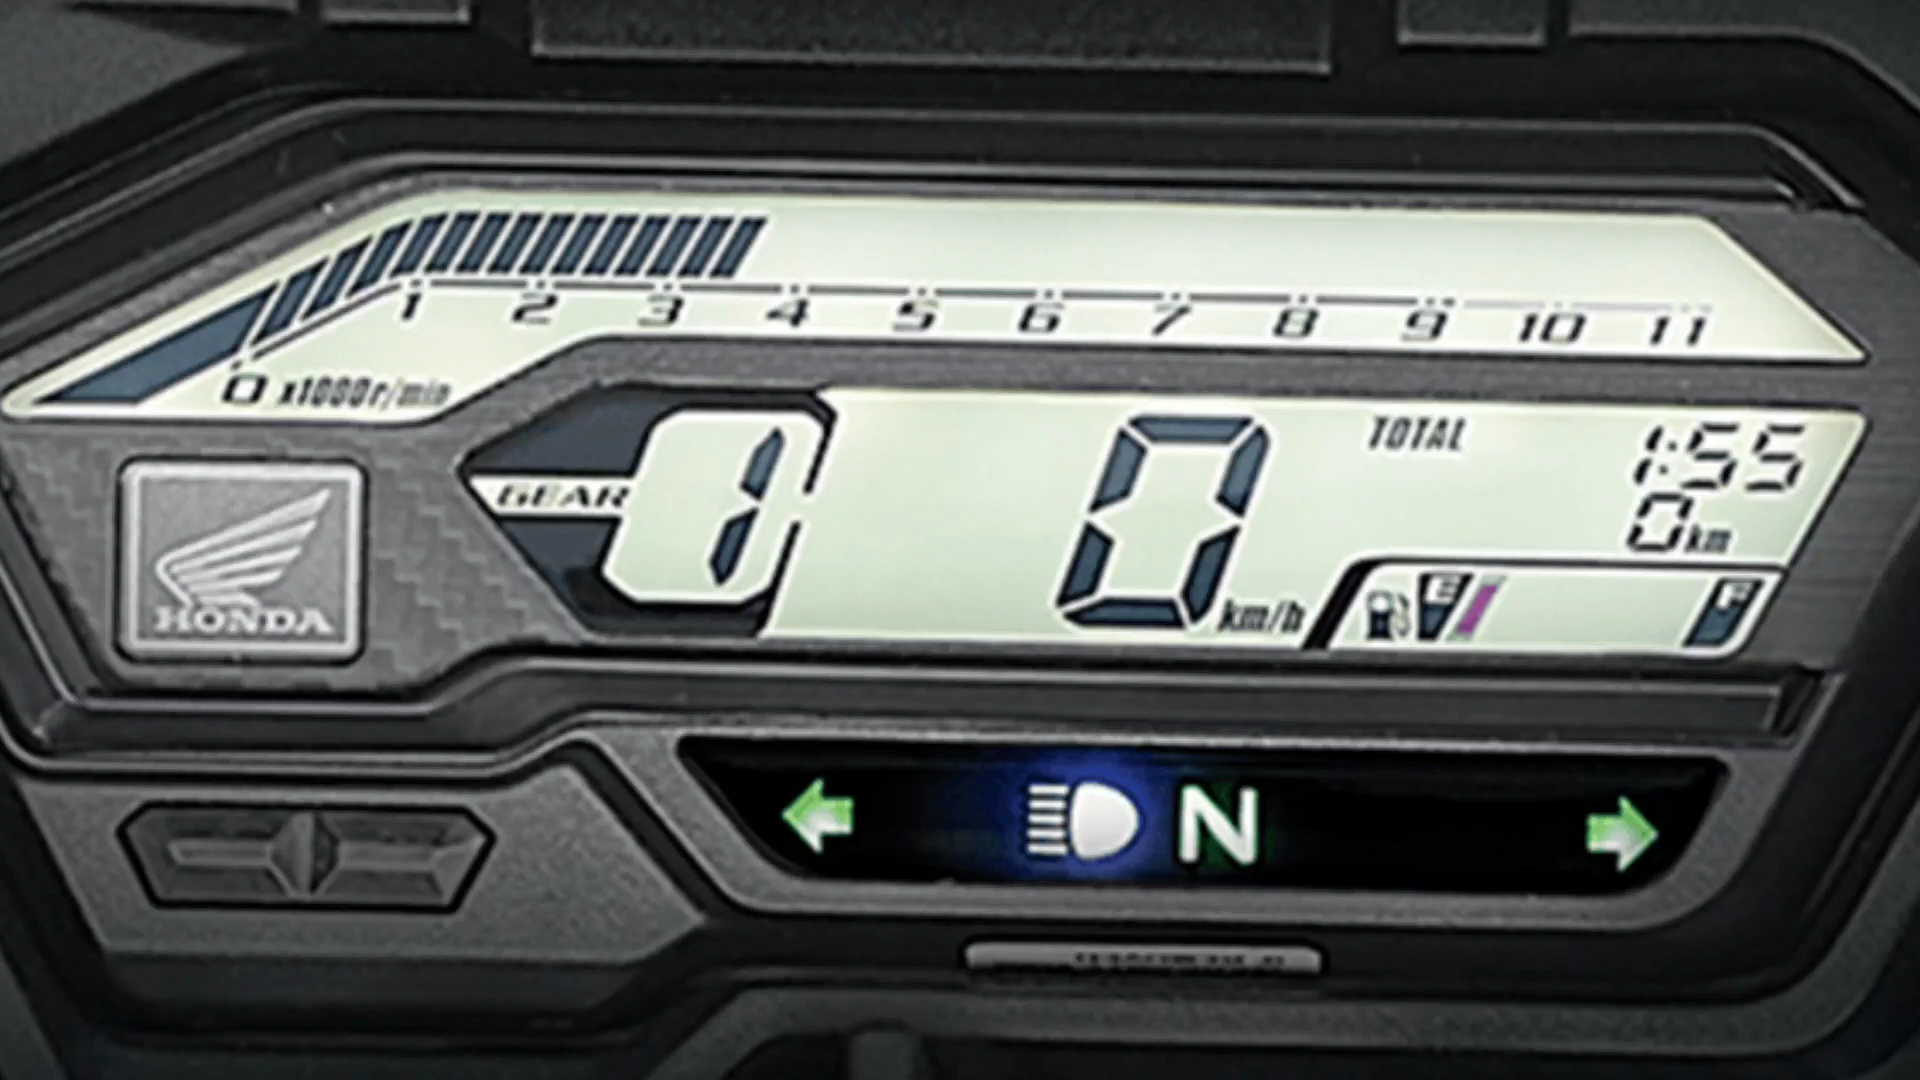 1 2 3 4 5 6 7 8 9 10 11
0 x1000r/min
GEAR 1
0 km/h
TOTAL 1:55
0km
E F
HONDA
N